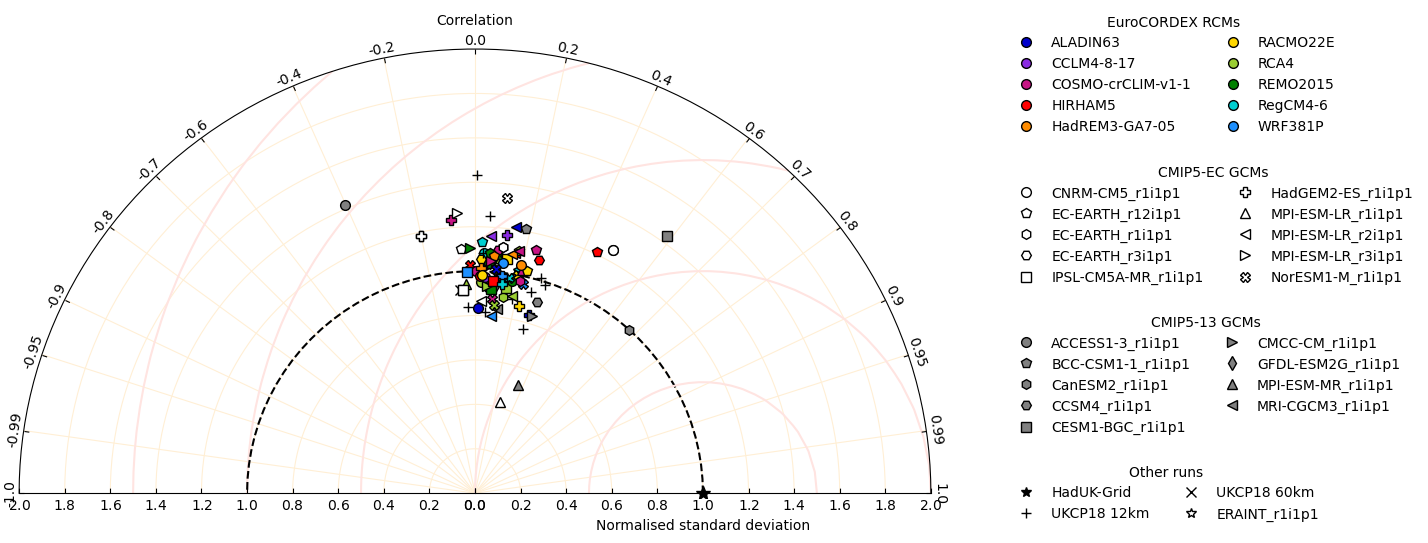 Correlation
0.0
-0.2
0.2
-0.4
0.4
-0.6
0.6
-0.7
0.7
-0.8
0.8
-0.9
0.9
-0.95
0.95
-0.99
0.99
-1.0
1.0
2.0 1.8 1.6 1.4 1.2 1.0 0.8 0.6 0.4 0.2 0.0 0.2 0.4 0.6 0.8 1.0 1.2 1.4 1.6 1.8 2.0
Normalised standard deviation
EuroCORDEX RCMs
ALADIN63 RACMO22E
CCLM4-8-17 RCA4
COSMO-crCLIM-v1-1 REMO2015
HIRHAM5 RegCM4-6
HadREM3-GA7-05 WRF381P
CMIP5-EC GCMs
CNRM-CM5_r1i1p1 HadGEM2-ES_r1i1p1
EC-EARTH_r12i1p1 MPI-ESM-LR_r1i1p1
EC-EARTH_r1i1p1 MPI-ESM-LR_r2i1p1
EC-EARTH_r3i1p1 MPI-ESM-LR_r3i1p1
IPSL-CM5A-MR_r1i1p1 NorESM1-M_r1i1p1
CMIP5-13 GCMs
ACCESS1-3_r1i1p1 CMCC-CM_r1i1p1
BCC-CSM1-1_r1i1p1 GFDL-ESM2G_r1i1p1
CanESM2_r1i1p1 MPI-ESM-MR_r1i1p1
CCSM4_r1i1p1 MRI-CGCM3_r1i1p1
CESM1-BGC_r1i1p1
Other runs
HadUK-Grid UKCP18 60km
UKCP18 12km ERAINT_r1i1p1